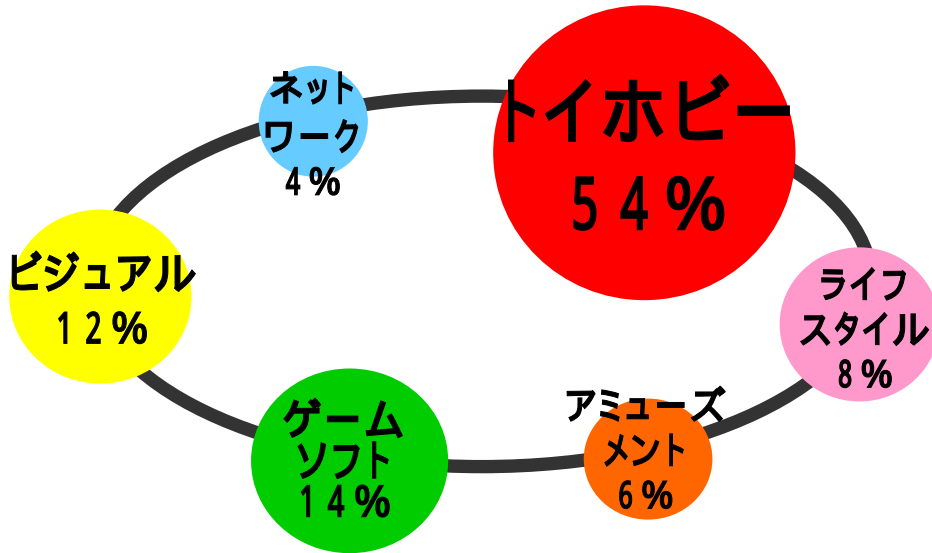 トイホビー
５４％
ネット
ワーク
４％
ビジュアル
１２％
ライフ
スタイル
８％
ゲーム
ソフト
１４％
アミューズ
メント
６％